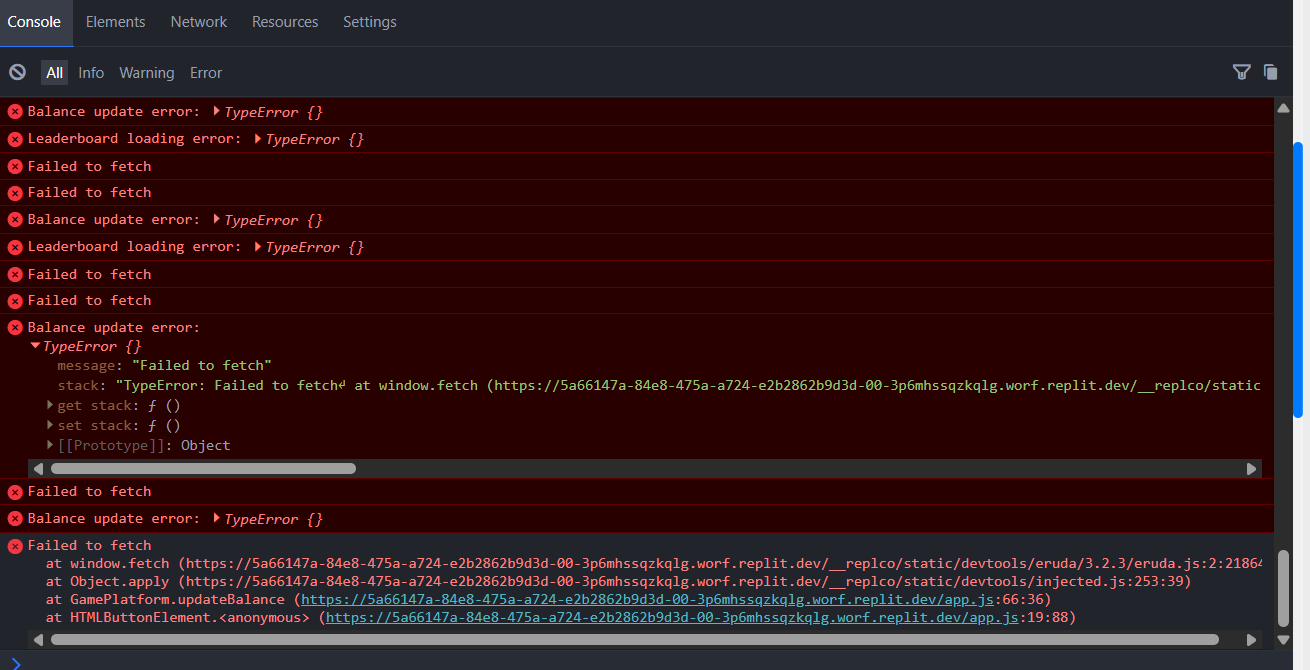 Console Elements Network Resources Settings
All Info Warning Error
Balance update error: TypeError {}
Leaderboard loading error: TypeError {}
Failed to fetch
Failed to fetch
Balance update error: TypeError {}
Leaderboard loading error: TypeError {}
Failed to fetch
Failed to fetch
Balance update error:
TypeError {}
message: "Failed to fetch"
stack: "TypeError: Failed to fetch↲ at window.fetch (https://5a66147a-84e8-475a-a724-e2b2862b9d3d-00-3p6mhssqzkqlg.worf.replit.dev/__replco/static
get stack: ƒ ()
set stack: ƒ ()
[[Prototype]]: Object
Failed to fetch
Balance update error: TypeError {}
Failed to fetch
at window.fetch (https://5a66147a-84e8-475a-a724-e2b2862b9d3d-00-3p6mhssqzkqlg.worf.replit.dev/__replco/static/devtools/eruda/3.2.3/eruda.js:2:21864
at Object.apply (https://5a66147a-84e8-475a-a724-e2b2862b9d3d-00-3p6mhssqzkqlg.worf.replit.dev/__replco/static/devtools/injected.js:253:39)
at GamePlatform.updateBalance (https://5a66147a-84e8-475a-a724-e2b2862b9d3d-00-3p6mhssqzkqlg.worf.replit.dev/app.js:66:36)
at HTMLButtonElement.<anonymous> (https://5a66147a-84e8-475a-a724-e2b2862b9d3d-00-3p6mhssqzkqlg.worf.replit.dev/app.js:19:88)